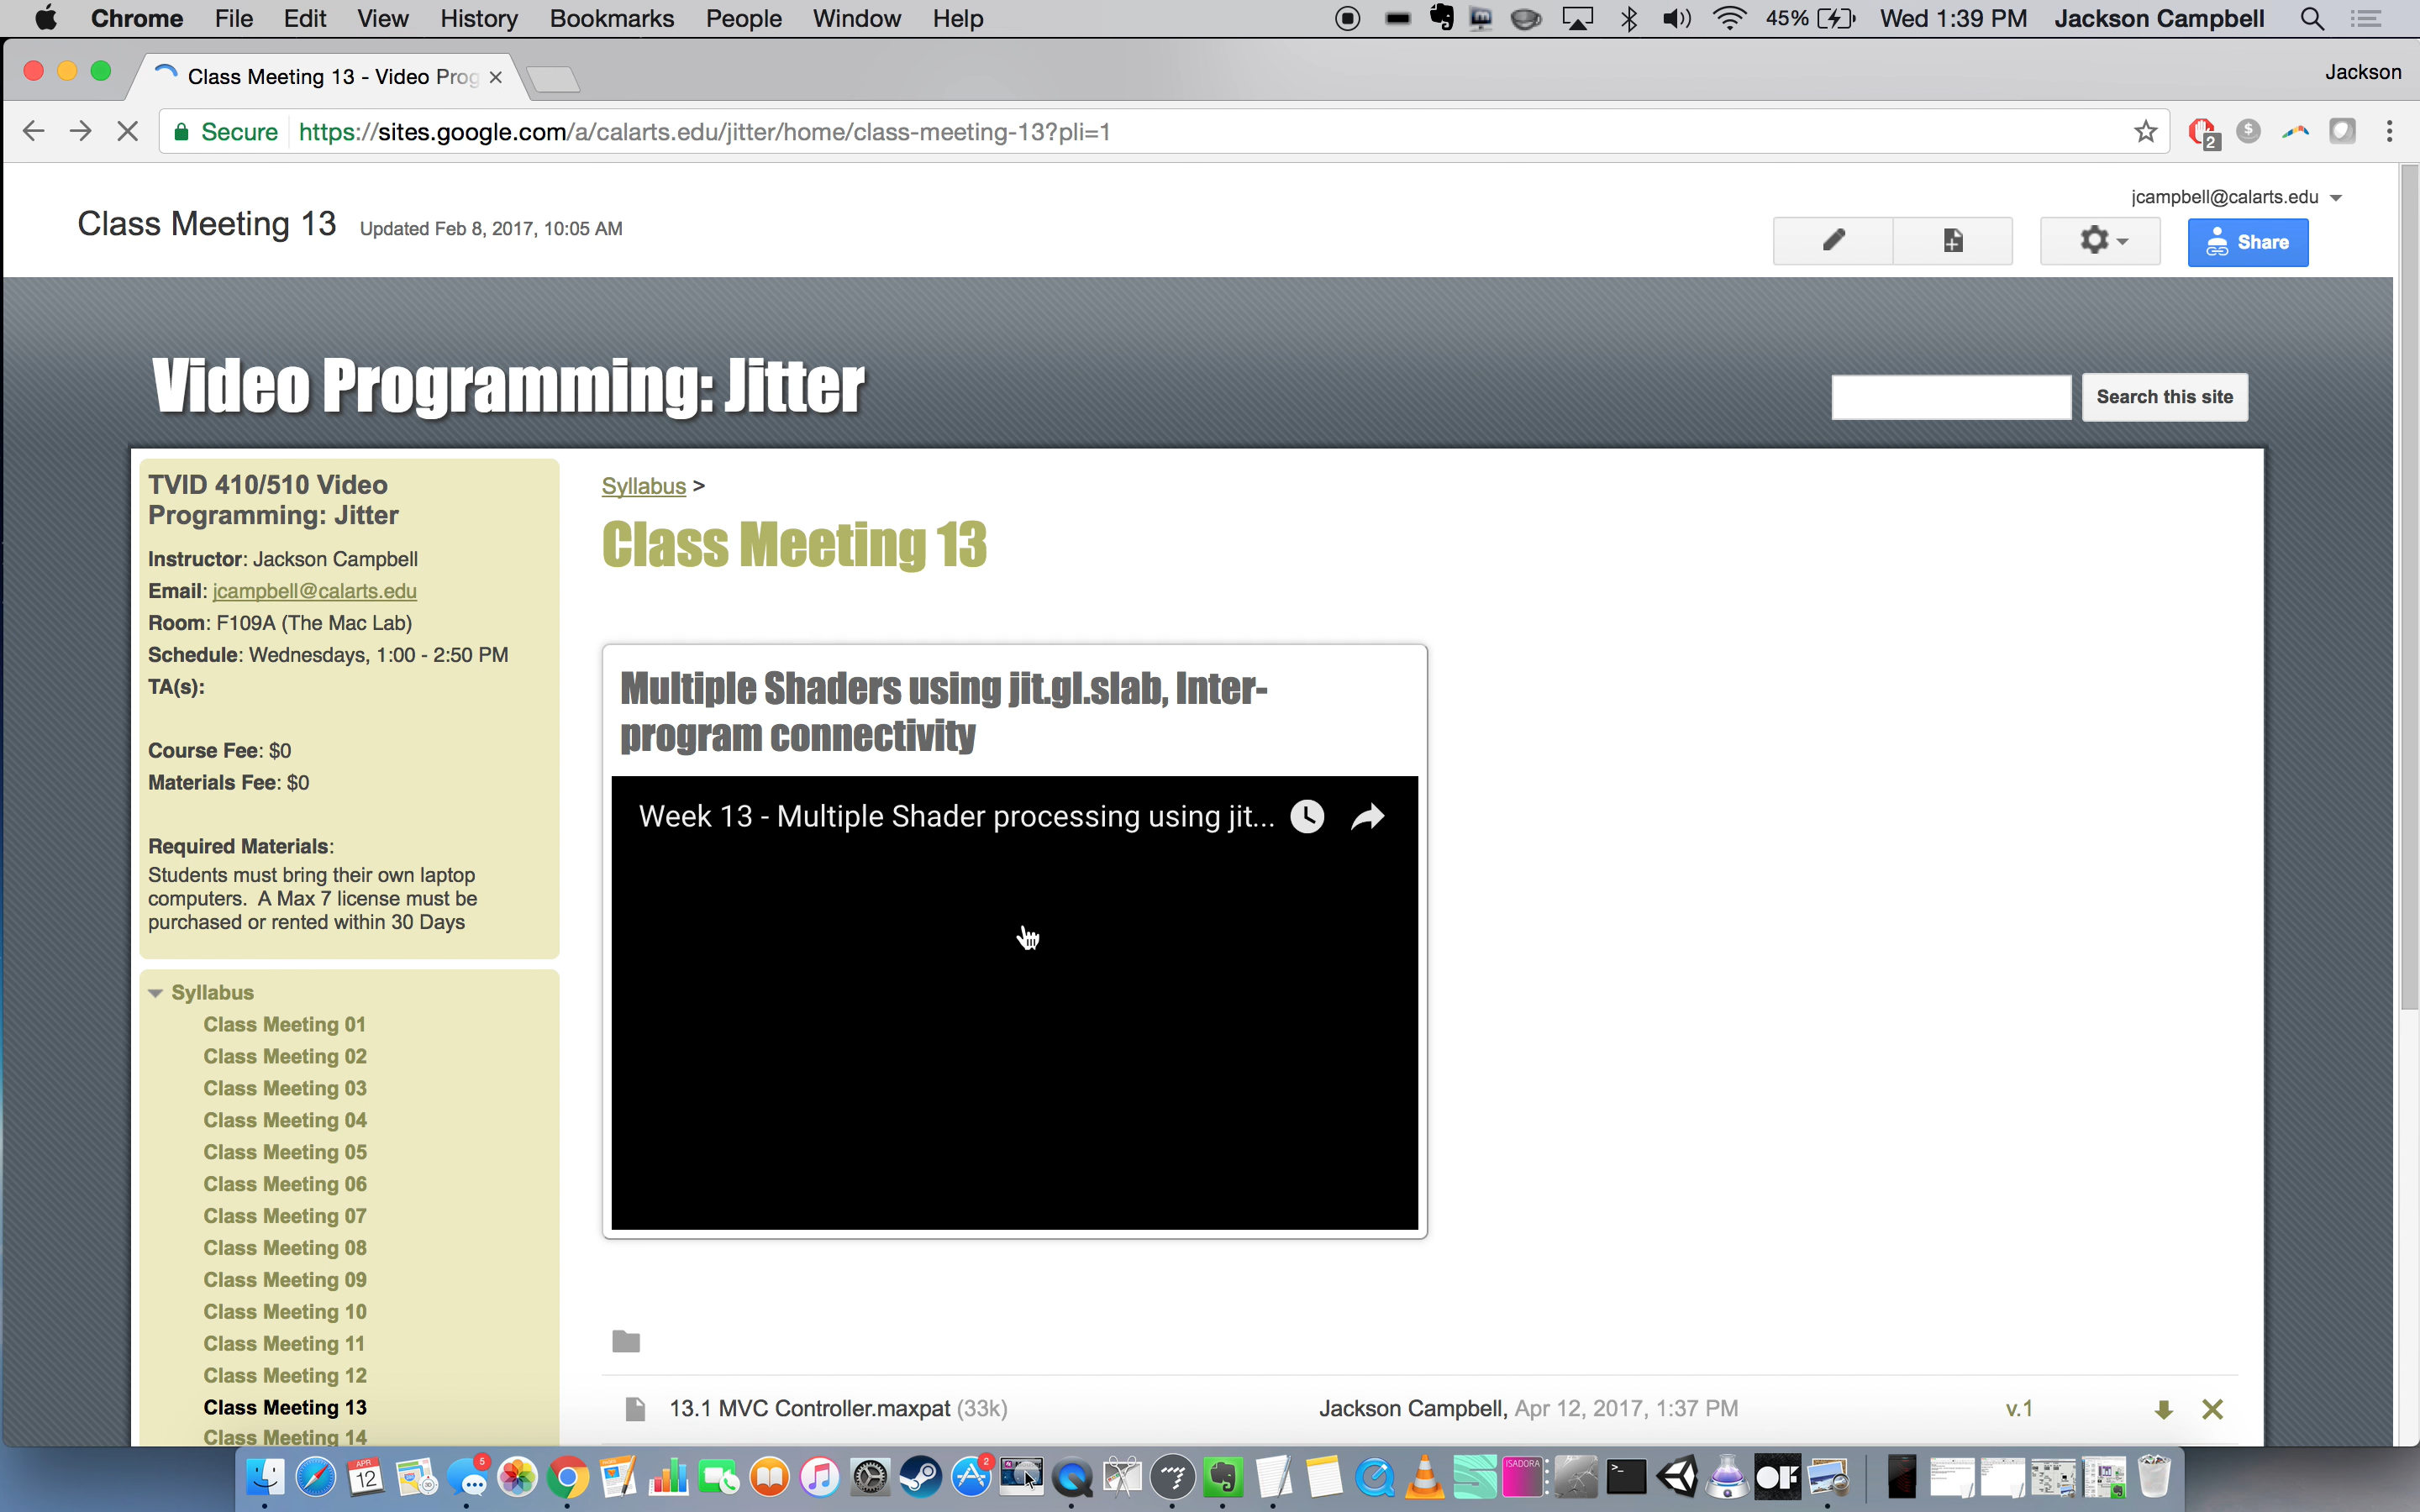 Chrome File Edit View History Bookmarks People Window Help 45% Wed 1:39 PM Jackson Campbell
Class Meeting 13 - Video Prog
Jackson
Secure https://sites.google.com/a/calarts.edu/jitter/home/class-meeting-13?pli=1
2
jcampbell@calarts.edu
Class Meeting 13 Updated Feb 8, 2017, 10:05 AM
Share
Video Programming: Jitter
Search this site
TVID 410/510 Video
Programming: Jitter
Instructor: Jackson Campbell
Email: jcampbell@calarts.edu
Room: F109A (The Mac Lab)
Schedule: Wednesdays, 1:00 - 2:50 PM
TA(s):
Course Fee: $0
Materials Fee: $0
Required Materials:
Students must bring their own laptop
computers. A Max 7 license must be
purchased or rented within 30 Days
Syllabus
Class Meeting 01
Class Meeting 02
Class Meeting 03
Class Meeting 04
Class Meeting 05
Class Meeting 06
Class Meeting 07
Class Meeting 08
Class Meeting 09
Class Meeting 10
Class Meeting 11
Class Meeting 12
Class Meeting 13
Class Meeting 14
Syllabus >
Class Meeting 13
Multiple Shaders using jit.gl.slab, Inter-
program connectivity
Week 13 - Multiple Shader processing using jit...
13.1 MVC Controller.maxpat (33k) Jackson Campbell, Apr 12, 2017, 1:37 PM v.1
APR
12
5
2
ISADORA
OF